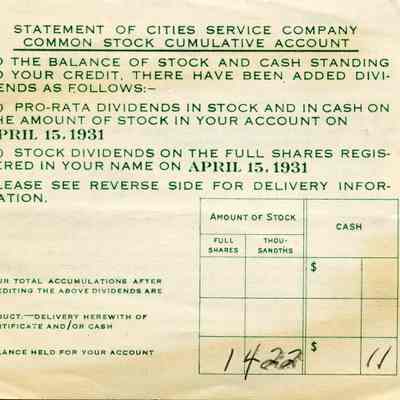 STATEMENT OF CITIES SERVICE COMPANY
COMMON STOCK CUMULATIVE ACCOUNT
O THE BALANCE OF STOCK AND CASH STANDING
O YOUR CREDIT, THERE HAVE BEEN ADDED DIVI-
ENDS AS FOLLOWS:-
) PRO-RATA DIVIDENDS IN STOCK AND IN CASH ON
HE AMOUNT OF STOCK IN YOUR ACCOUNT ON
PRIL 15, 1931
) STOCK DIVIDENDS ON THE FULL SHARES REGIS-
ERED IN YOUR NAME ON APRIL 15, 1931
LEASE SEE REVERSE SIDE FOR DELIVERY INFOR-
ATION.
AMOUNT OF STOCK
CASH
FULL SHARES
THOU-SANDTHS
$
UR TOTAL ACCUMULATIONS AFTER
EDITING THE ABOVE DIVIDENDS ARE
DUCT.—DELIVERY HEREWITH OF
RTIFICATE AND/OR CASH
LANCE HELD FOR YOUR ACCOUNT
1 422 $ 11